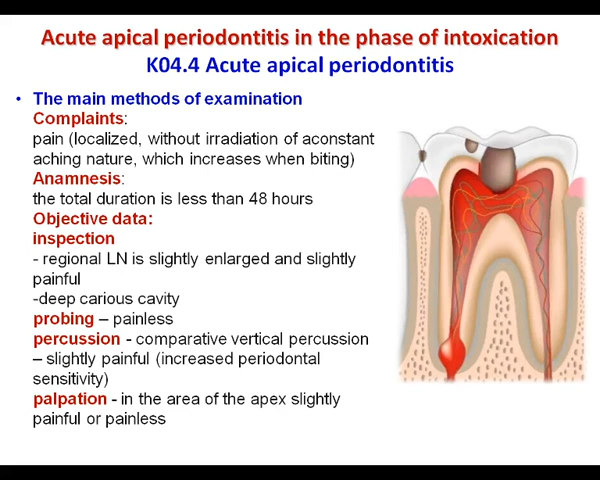 Acute apical periodontitis in the phase of intoxication
K04.4 Acute apical periodontitis
• The main methods of examination
Complaints:
pain (localized, without irradiation of aconstant
aching nature, which increases when biting)
Anamnesis:
the total duration is less than 48 hours
Objective data:
inspection
- regional LN is slightly enlarged and slightly
painful
-deep carious cavity
probing – painless
percussion - comparative vertical percussion
– slightly painful (increased periodontal
sensitivity)
palpation - in the area of the apex slightly
painful or painless